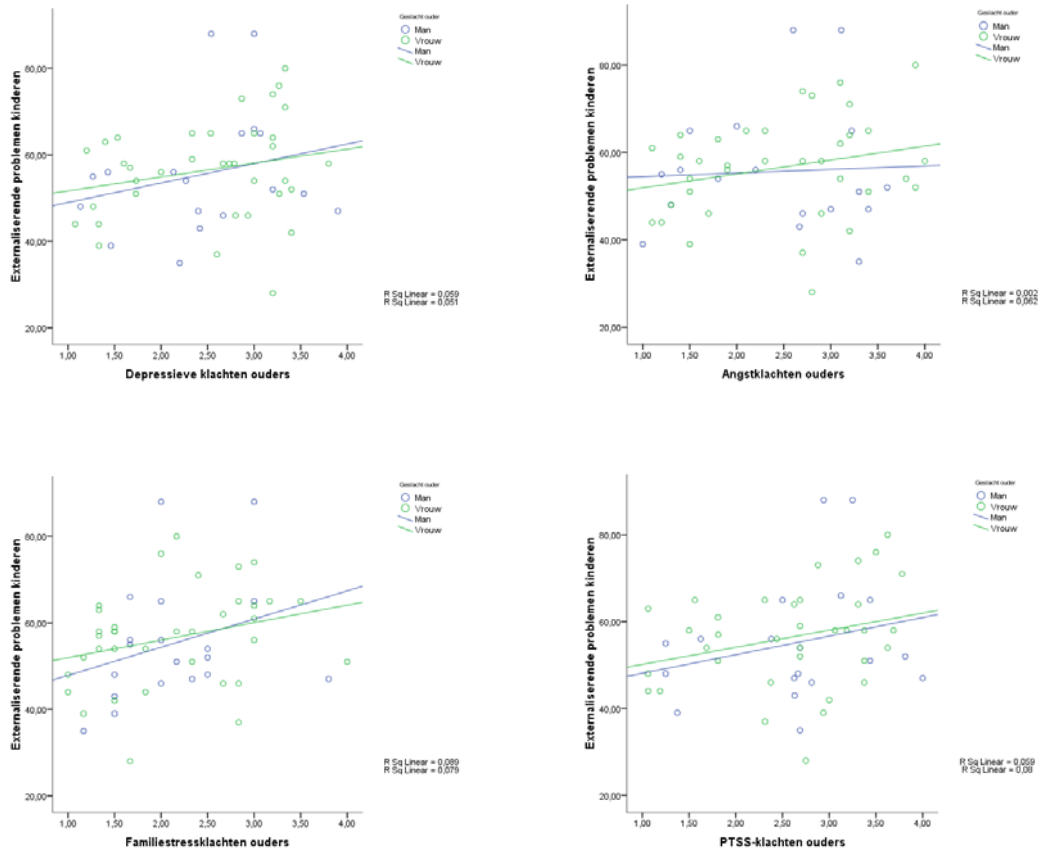 Externaliserende problemen kinderen
80,00
60,00
40,00
20,00
1,00 1,50 2,00 2,50 3,00 3,50 4,00
Depressieve klachten ouders
Geslacht ouder
Man
Vrouw
Man
Vrouw
R Sq Linear = 0,059
R Sq Linear = 0,051
Externaliserende problemen kinderen
80,00
60,00
40,00
20,00
1,00 1,50 2,00 2,50 3,00 3,50 4,00
Angstklachten ouders
Geslacht ouder
Man
Vrouw
Man
Vrouw
R Sq Linear = 0,002
R Sq Linear = 0,062
Externaliserende problemen kinderen
80,00
60,00
40,00
20,00
1,00 1,50 2,00 2,50 3,00 3,50 4,00
Familiestressklachten ouders
Geslacht ouder
Man
Vrouw
Man
Vrouw
R Sq Linear = 0,089
R Sq Linear = 0,079
Externaliserende problemen kinderen
80,00
60,00
40,00
20,00
1,00 1,50 2,00 2,50 3,00 3,50 4,00
PTSS-klachten ouders
Geslacht ouder
Man
Vrouw
Man
Vrouw
R Sq Linear = 0,059
R Sq Linear = 0,08